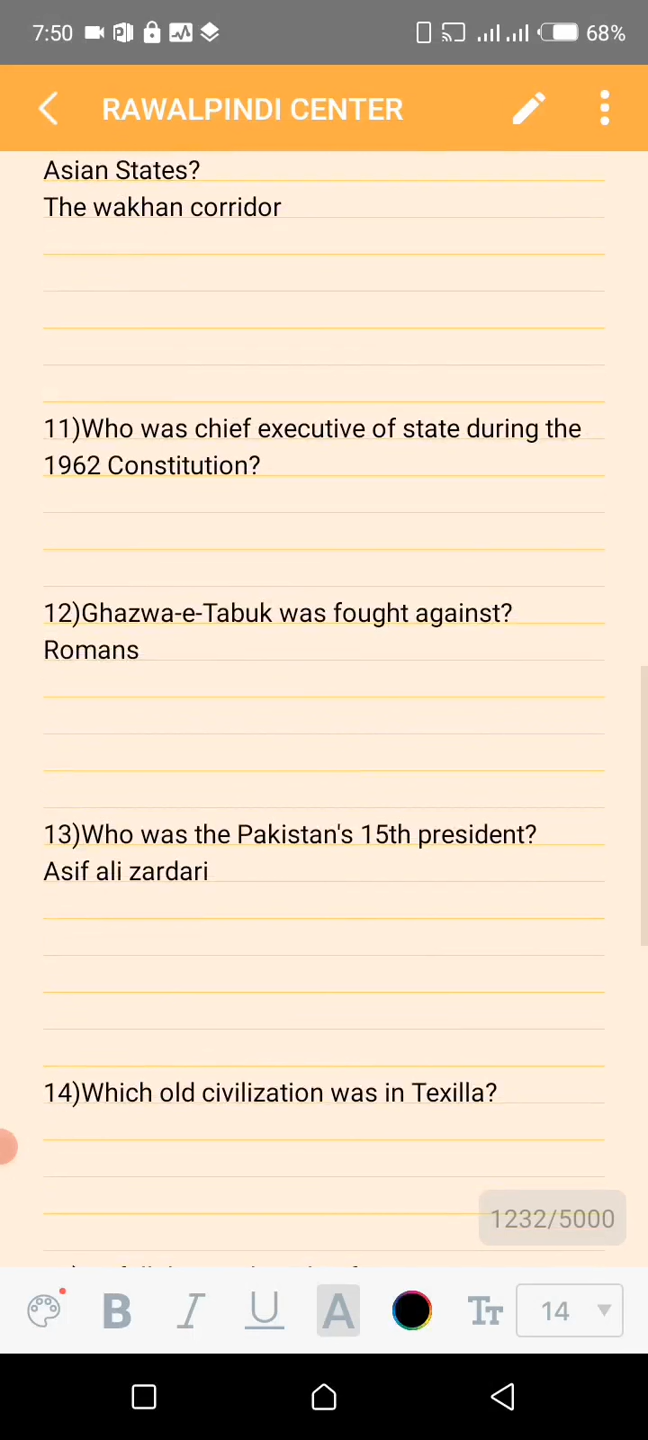 7:50
68%
RAWALPINDI CENTER
Asian States?
The wakhan corridor
11)Who was chief executive of state during the
1962 Constitution?
12)Ghazwa-e-Tabuk was fought against?
Romans
13)Who was the Pakistan's 15th president?
Asif ali zardari
14)Which old civilization was in Texilla?
1232/5000
B I U A Tт 14